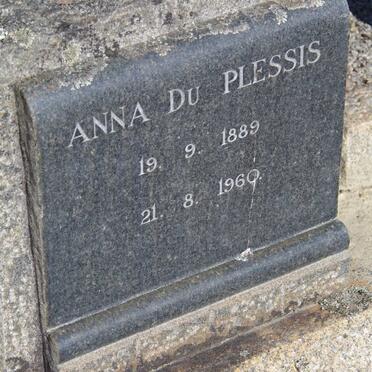 ANNA DU PLESSIS
19. 9. 1889
21. 8. 1960.